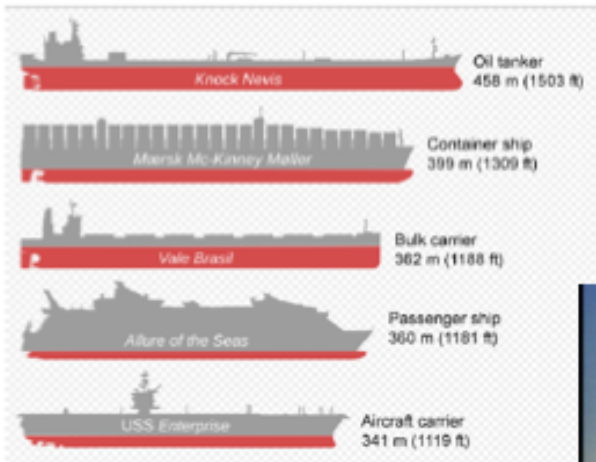 Knock Nevis
Oil tanker
458 m (1503 ft)
Mærsk Mc-Kinney Møller
Container ship
399 m (1309 ft)
Vale Brasil
Bulk carrier
362 m (1188 ft)
Allure of the Seas
Passenger ship
360 m (1181 ft)
USS Enterprise
Aircraft carrier
341 m (1119 ft)